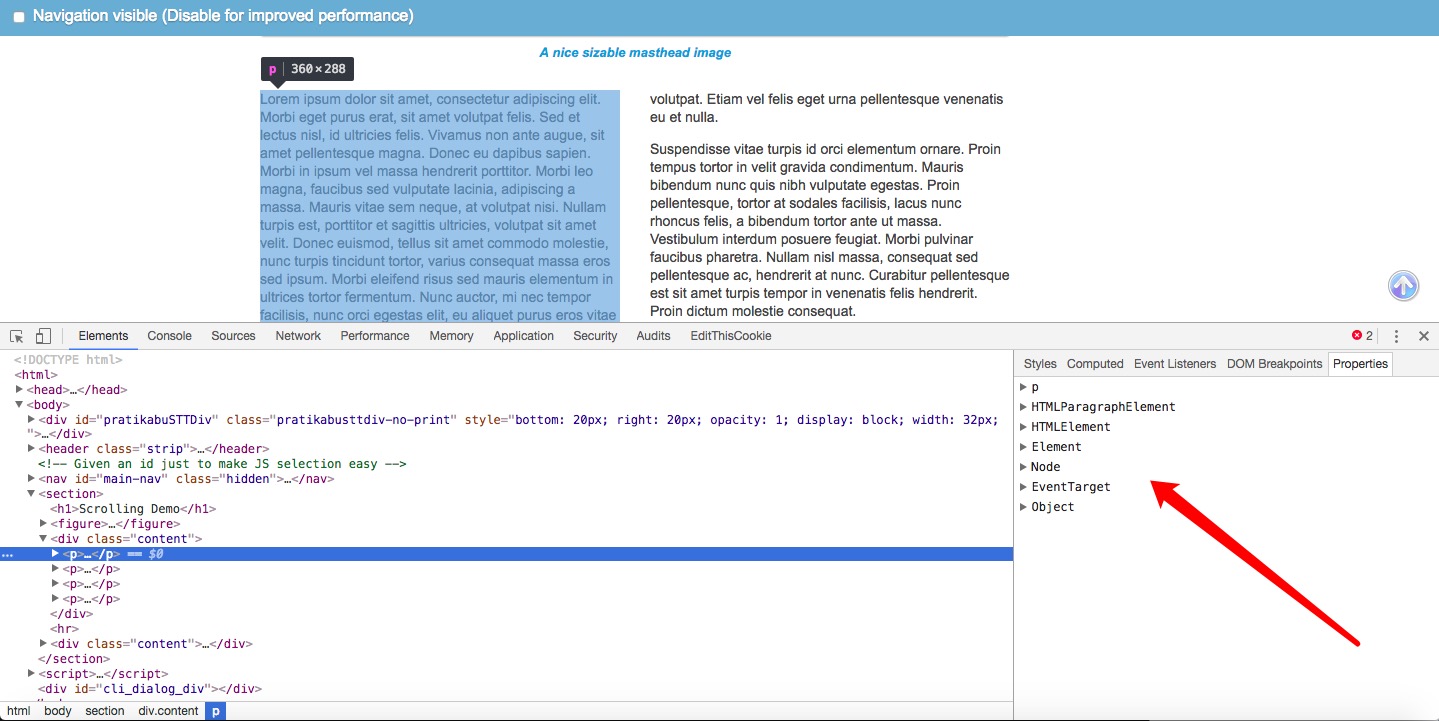 Navigation visible (Disable for improved performance)
A nice sizable masthead image
p 360 × 288
Lorem ipsum dolor sit amet, consectetur adipiscing elit.
Morbi eget purus erat, sit amet volutpat felis. Sed et
lectus nisl, id ultricies felis. Vivamus non ante augue, sit
amet pellentesque magna. Donec eu dapibus sapien.
Morbi in ipsum vel massa hendrerit porttitor. Morbi leo
magna, faucibus sed vulputate lacinia, adipiscing a
massa. Mauris vitae sem neque, at volutpat nisi. Nullam
turpis est, porttitor et sagittis ultricies, volutpat sit amet
velit. Donec euismod, tellus sit amet commodo molestie,
nunc turpis tincidunt tortor, varius consequat massa eros
sed ipsum. Morbi eleifend risus sed mauris elementum in
ultrices tortor fermentum. Nunc auctor, mi nec tempor
facilisis, nunc orci egestas elit, eu aliquet purus eros vitae
volutpat. Etiam vel felis eget urna pellentesque venenatis
eu et nulla.
Suspendisse vitae turpis id orci elementum ornare. Proin
tempus tortor in velit gravida condimentum. Mauris
bibendum nunc quis nibh vulputate egestas. Proin
pellentesque, tortor at sodales facilisis, lacus nunc
rhoncus felis, a bibendum tortor ante ut massa.
Vestibulum interdum posuere feugiat. Morbi pulvinar
faucibus pharetra. Nullam nisl massa, consequat sed
pellentesque ac, hendrerit at nunc. Curabitur pellentesque
est sit amet turpis tempor in venenatis felis hendrerit.
Proin dictum molestie consequat.
Elements Console Sources Network Performance Memory Application Security Audits EditThisCookie 2
<!DOCTYPE html>
<html>
<head>…</head>
<body>
<div id="pratikabuSTTDiv" class="pratikabusttdiv-no-print" style="bottom: 20px; right: 20px; opacity: 1; display: block; width: 32px;
">…</div>
<header class="strip">…</header>
<!-- Given an id just to make JS selection easy -->
<nav id="main-nav" class="hidden">…</nav>
<section>
<h1>Scrolling Demo</h1>
<figure>…</figure>
<div class="content">
… <p>…</p> == $0
<p>…</p>
<p>…</p>
<p>…</p>
</div>
<hr>
<div class="content">…</div>
</section>
<script>…</script>
<div id="cli_dialog_div"></div>
html body section div.content p
Styles Computed Event Listeners DOM Breakpoints Properties
p
HTMLParagraphElement
HTMLElement
Element
Node
EventTarget
Object